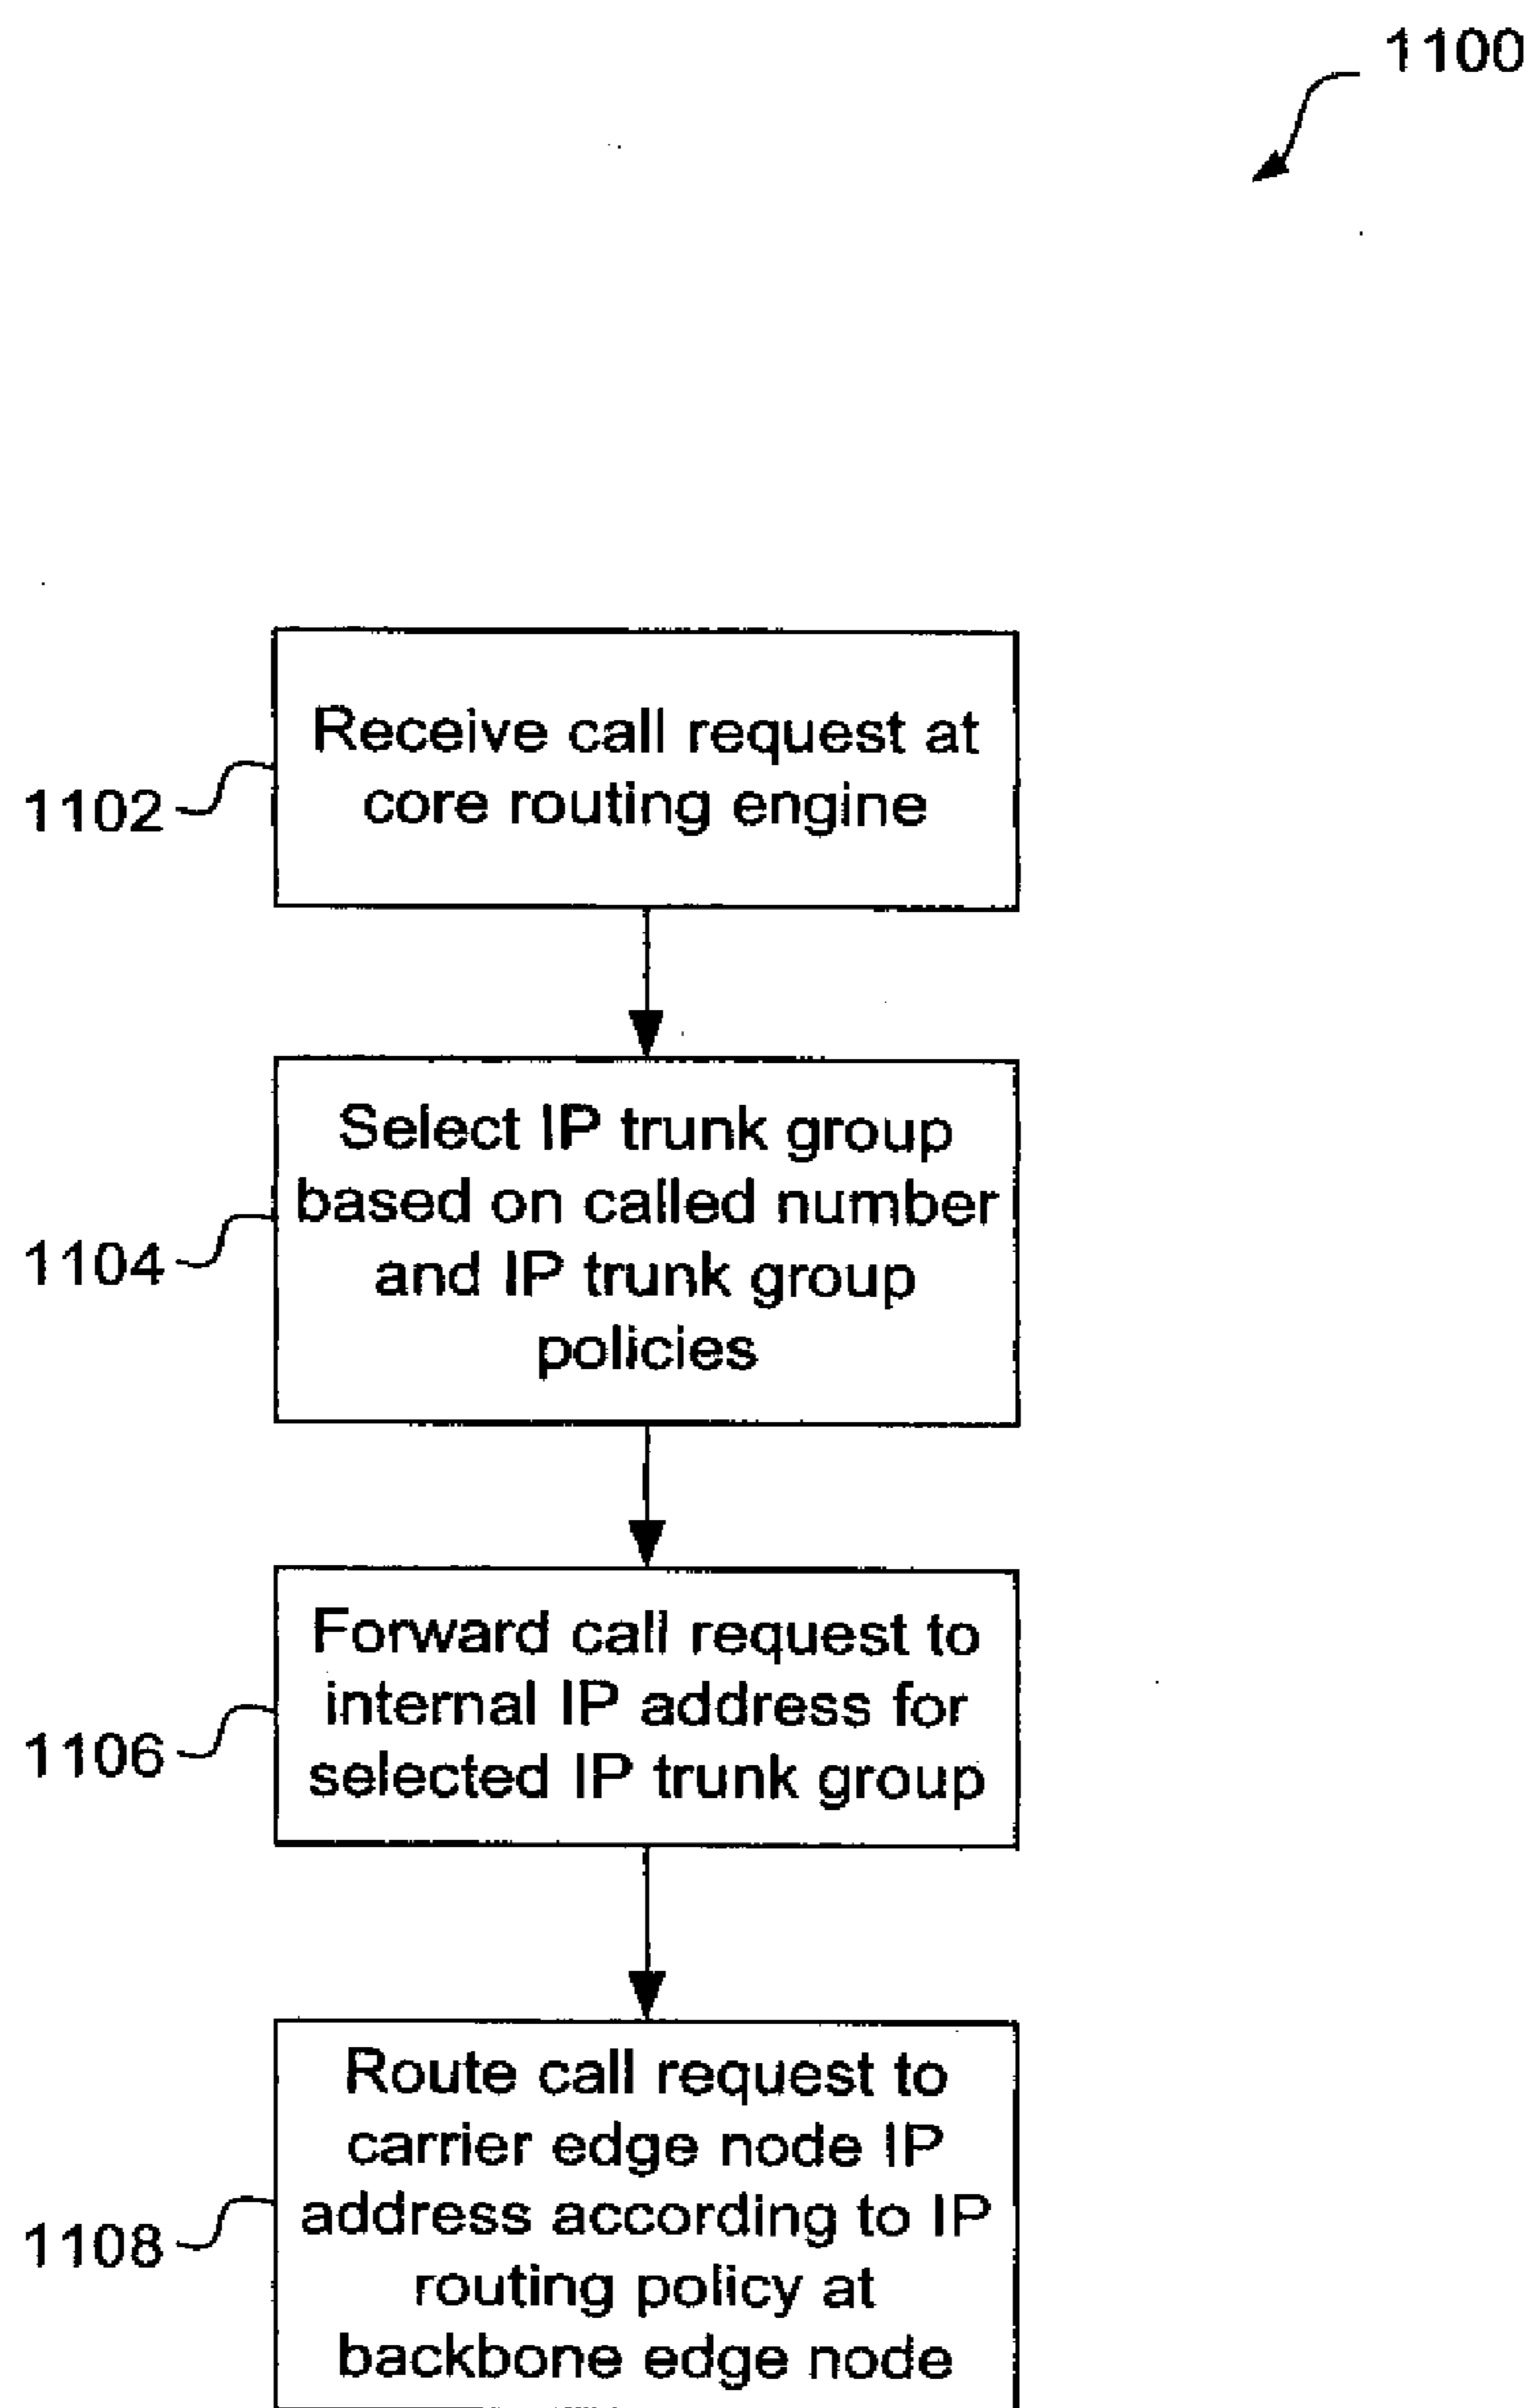 1100
Receive call request at
core routing engine
1102
Select IP trunk group
based on called number
and IP trunk group
policies
1104
Forward call request to
internal IP address for
selected IP trunk group
1106
Route call request to
carrier edge node IP
address according to IP
routing policy at
backbone edge node
1108